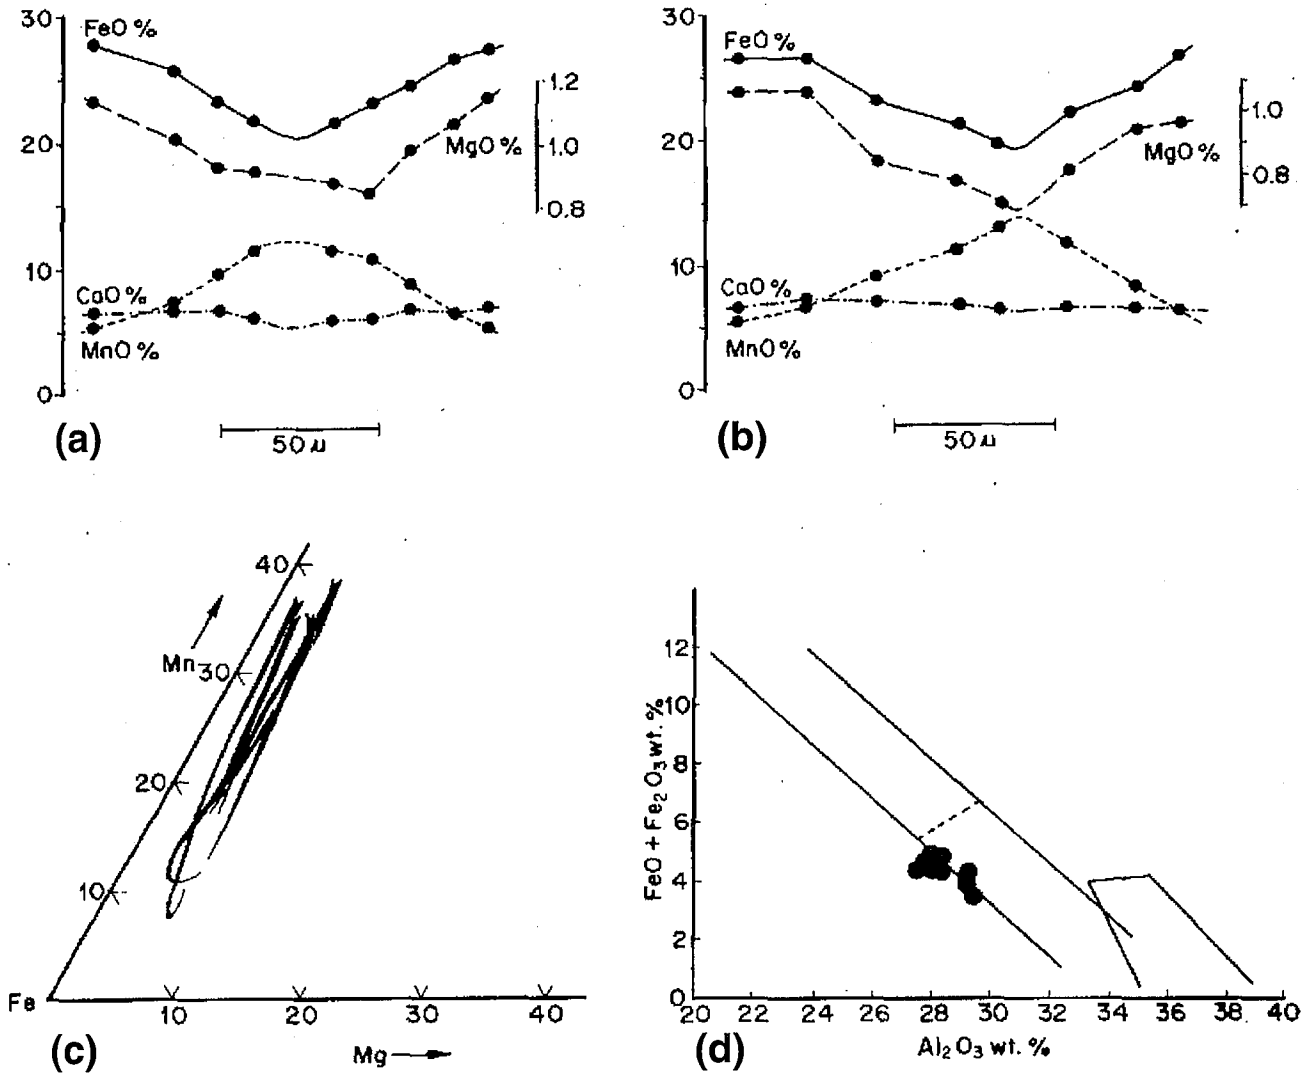 30
FeO %
1.2
20
MgO %
1.0
0.8
10
CaO %
MnO %
0
(a)
50 μ
30
FeO %
1.0
20
MgO %
0.8
10
CaO %
MnO %
0
(b)
50 μ
40
Mn
30
20
10
Fe
10
20
30
40
(c)
Mg
12
10
8
6
4
2
0
FeO + Fe2O3 wt. %
20
22
24
26
28
30
32
34
36
38
40
(d)
Al2O3 wt. %